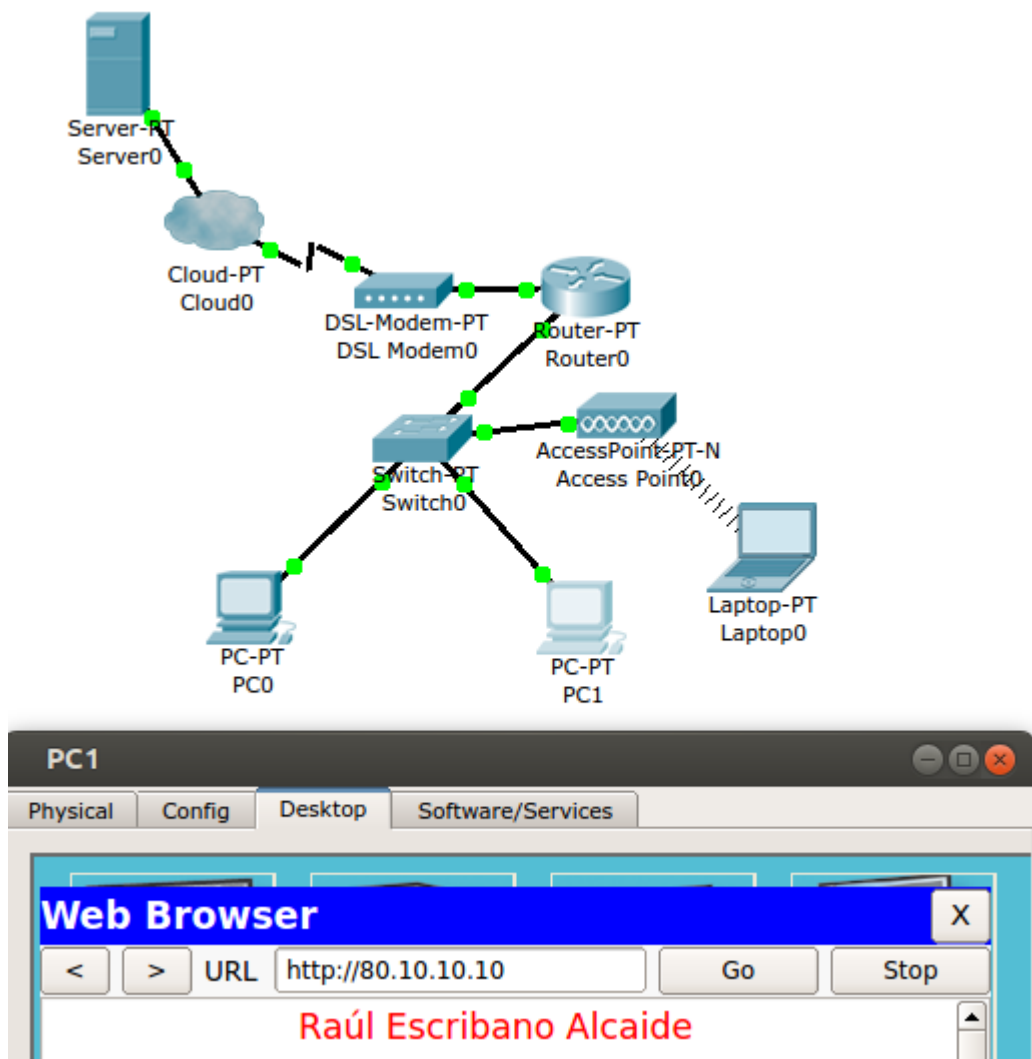 Server-PT
Server0
Cloud-PT
Cloud0
DSL-Modem-PT
DSL Modem0
Router-PT
Router0
AccessPoint-PT-N
Access Point0
Switch-PT
Switch0
Laptop-PT
Laptop0
PC-PT
PC0
PC-PT
PC1
PC1
Physical Config Desktop Software/Services
Web Browser X
< > URL http://80.10.10.10 Go Stop
Raúl Escribano Alcaide